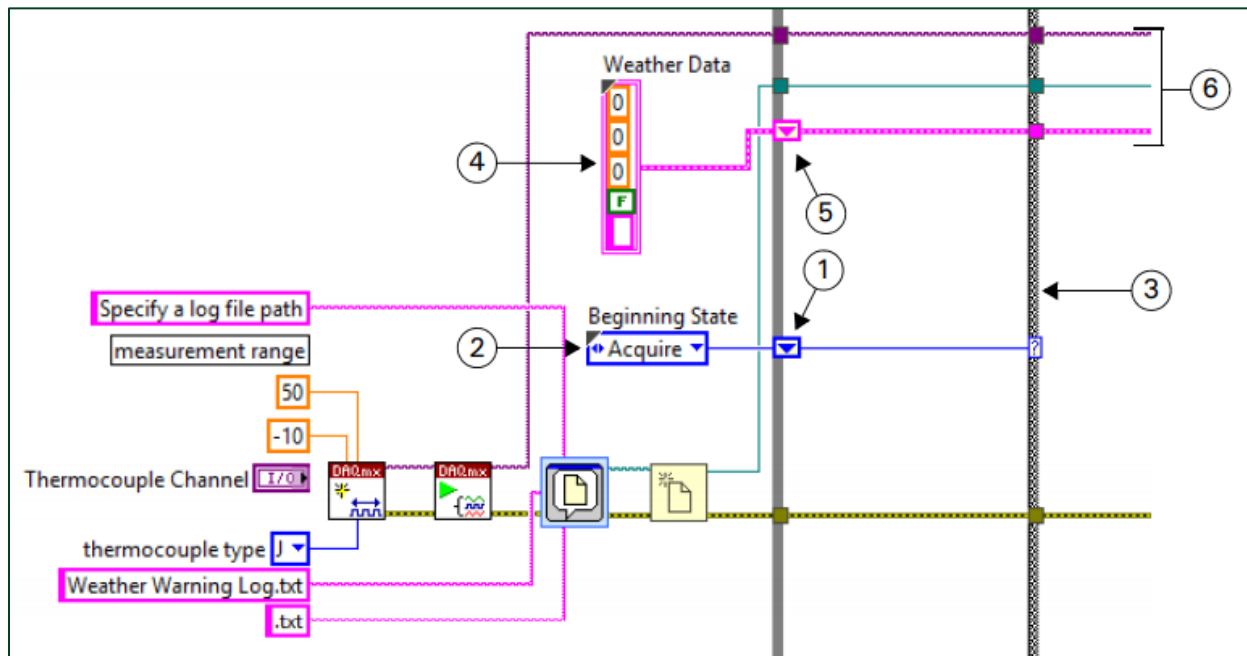 Weather Data
0
0
0
F
6
4
5
1
Specify a log file path
Beginning State
measurement range
2
Acquire
3
?
50
-10
DAQmx
DAQmx
Thermocouple Channel
I/O
thermocouple type
J
Weather Warning Log.txt
.txt